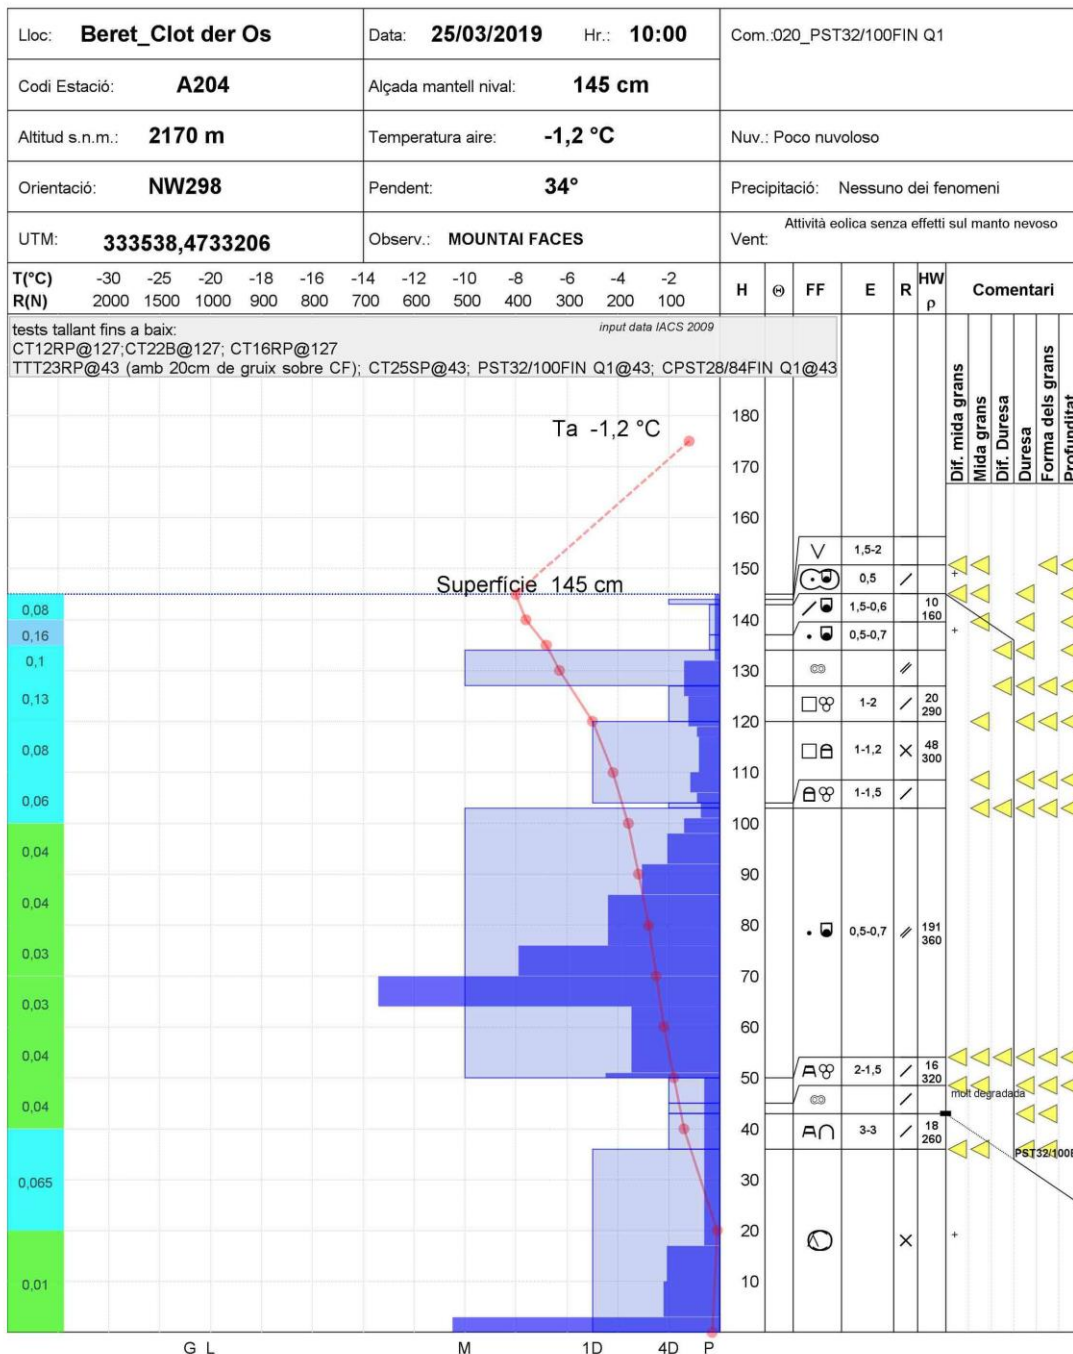 Lloc: Beret_Clot der Os Data: 25/03/2019 Hr.: 10:00 Com.:020_PST32/100FIN Q1
Codi Estació: A204 Alçada mantell nival: 145 cm
Altitud s.n.m.: 2170 m Temperatura aire: -1,2 °C Nuv.: Poco nuvoloso
Orientació: NW298 Pendent: 34° Precipitació: Nessuno dei fenomeni
UTM: 333538,4733206 Observ.: MOUNTAI FACES Vent: Attività eolica senza effetti sul manto nevoso
T(°C) -30 -20 -18 -16 -14 -12 -10 -8 -6 -4 -2
R(N) 2000 1500 1000 900 800 700 600 500 400 300 200 100
H FF E R HW ρ Comentari
tests tallant fins a baix: input data IACS 2009
CT12RP@127;CT22B@127; CT16RP@127
TTT23RP@43 (amb 20cm de gruix sobre CF); CT25SP@43; PST32/100FIN Q1@43; CPST28/84FIN Q1@43
Dif. mida grans
Mida grans
Dif. Duresa
Duresa
Forma dels grans
Profunditat
180
Ta -1,2 °C
170
160
1,5-2
150
0,5
Superfície 145 cm
0,08
1,5-0,6 10 160
140
0,16
0,5-0,7
0,1
130
0,13
1-2 20 290
120
0,08
1-1,2 48 300
110
0,06
1-1,5
100
0,04
90
0,04
80
0,5-0,7 191 360
0,03
70
0,03
60
0,04
2-1,5 16 320
50
molt degradada
0,04
40
3-3 18 260
PST32/100F
0,065
30
20
0,01
10
G L M 1D 4D P